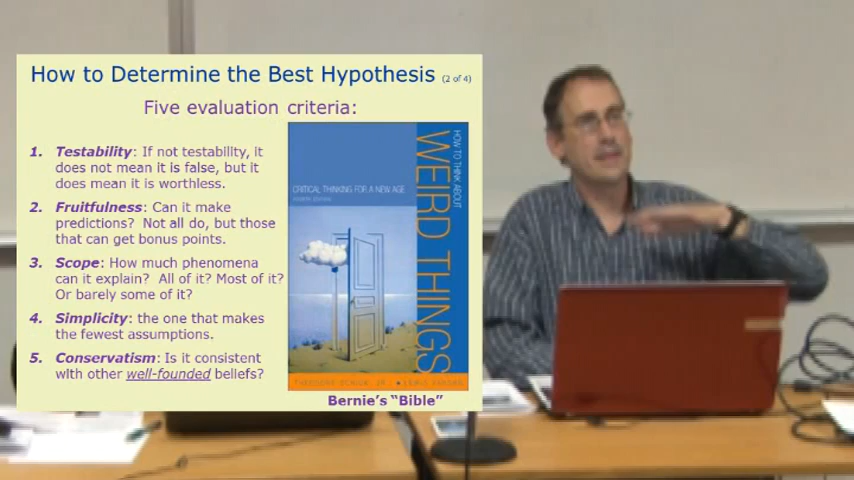 How to Determine the Best Hypothesis (2 of 4)
Five evaluation criteria:
1. Testability: If not testability, it
does not mean it is false, but it
does mean it is worthless.
2. Fruitfulness: Can it make
predictions? Not all do, but those
that can get bonus points.
3. Scope: How much phenomena
can it explain? All of it? Most of it?
Or barely some of it?
4. Simplicity: the one that makes
the fewest assumptions.
5. Conservatism: Is it consistent
with other well-founded beliefs?
HOW TO THINK ABOUT
WEIRD THINGS
CRITICAL THINKING FOR A NEW AGE
Bernie's "Bible"